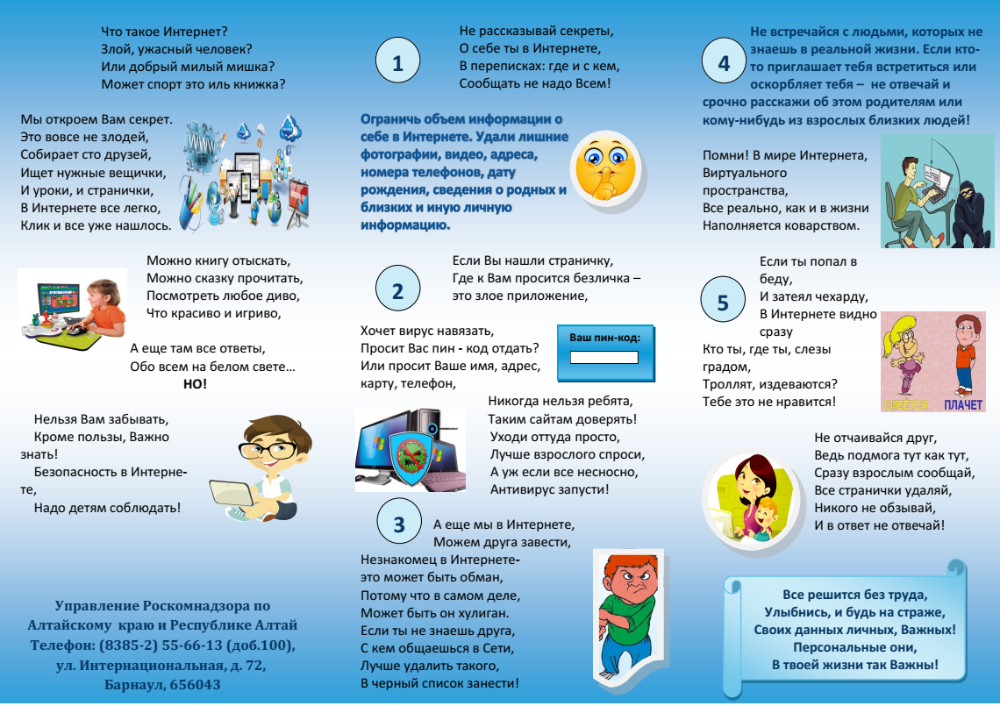 Что такое Интернет?
Злой, ужасный человек?
Или добрый милый мишка?
Может спорт это иль книжка?
Мы откроем Вам секрет.
Это вовсе не злодей,
Собирает сто друзей,
Ищет нужные вещички,
И уроки, и странички,
В Интернете все легко,
Клик и все уже нашлось.
Можно книгу отыскать,
Можно сказку прочитать,
Посмотреть любое диво,
Что красиво и игриво,
А еще там все ответы,
Обо всем на белом свете…
НО!
Нельзя Вам забывать,
Кроме пользы, Важно
знать!
Безопасность в Интерне-
те,
Надо детям соблюдать!
Управление Роскомнадзора по
Алтайскому краю и Республике Алтай
Телефон: (8385-2) 55-66-13 (доб.100),
ул. Интернациональная, д. 72,
Барнаул, 656043
1
Не рассказывай секреты,
О себе ты в Интернете,
В переписках: где и с кем,
Сообщать не надо Всем!
Ограничь объем информации о
себе в Интернете. Удали лишние
фотографии, видео, адреса,
номера телефонов, дату
рождения, сведения о родных и
близких и иную личную
информацию.
2
Если Вы нашли страничку,
Где к Вам просится безличка –
это злое приложение,
Хочет вирус навязать,
Просит Вас пин - код отдать?
Или просит Ваше имя, адрес,
карту, телефон,
Ваш пин-код:
Никогда нельзя ребята,
Таким сайтам доверять!
Уходи оттуда просто,
Лучше взрослого спроси,
А уж если все несносно,
Антивирус запусти!
3
А еще мы в Интернете,
Можем друга завести,
Незнакомец в Интернете-
это может быть обман,
Потому что в самом деле,
Может быть он хулиган.
Если ты не знаешь друга,
С кем общаешься в Сети,
Лучше удалить такого,
В черный список занести!
4
Не встречайся с людьми, которых не
знаешь в реальной жизни. Если кто-
то приглашает тебя встретиться или
оскорбляет тебя – не отвечай и
срочно расскажи об этом родителям или
кому-нибудь из взрослых близких людей!
Помни! В мире Интернета,
Виртуального
пространства,
Все реально, как и в жизни
Наполняется коварством.
5
Если ты попал в
беду,
И затеял чехарду,
В Интернете видно
сразу
Кто ты, где ты, слезы
градом,
Троллят, издеваются?
Тебе это не нравится!
СМЕЁТСЯ
ПЛАЧЕТ
Не отчаивайся друг,
Ведь подмога тут как тут,
Сразу взрослым сообщай,
Все странички удаляй,
Никого не обзывай,
И в ответ не отвечай!
Все решится без труда,
Улыбнись, и будь на страже,
Своих данных личных, Важных!
Персональные они,
В твоей жизни так Важны!